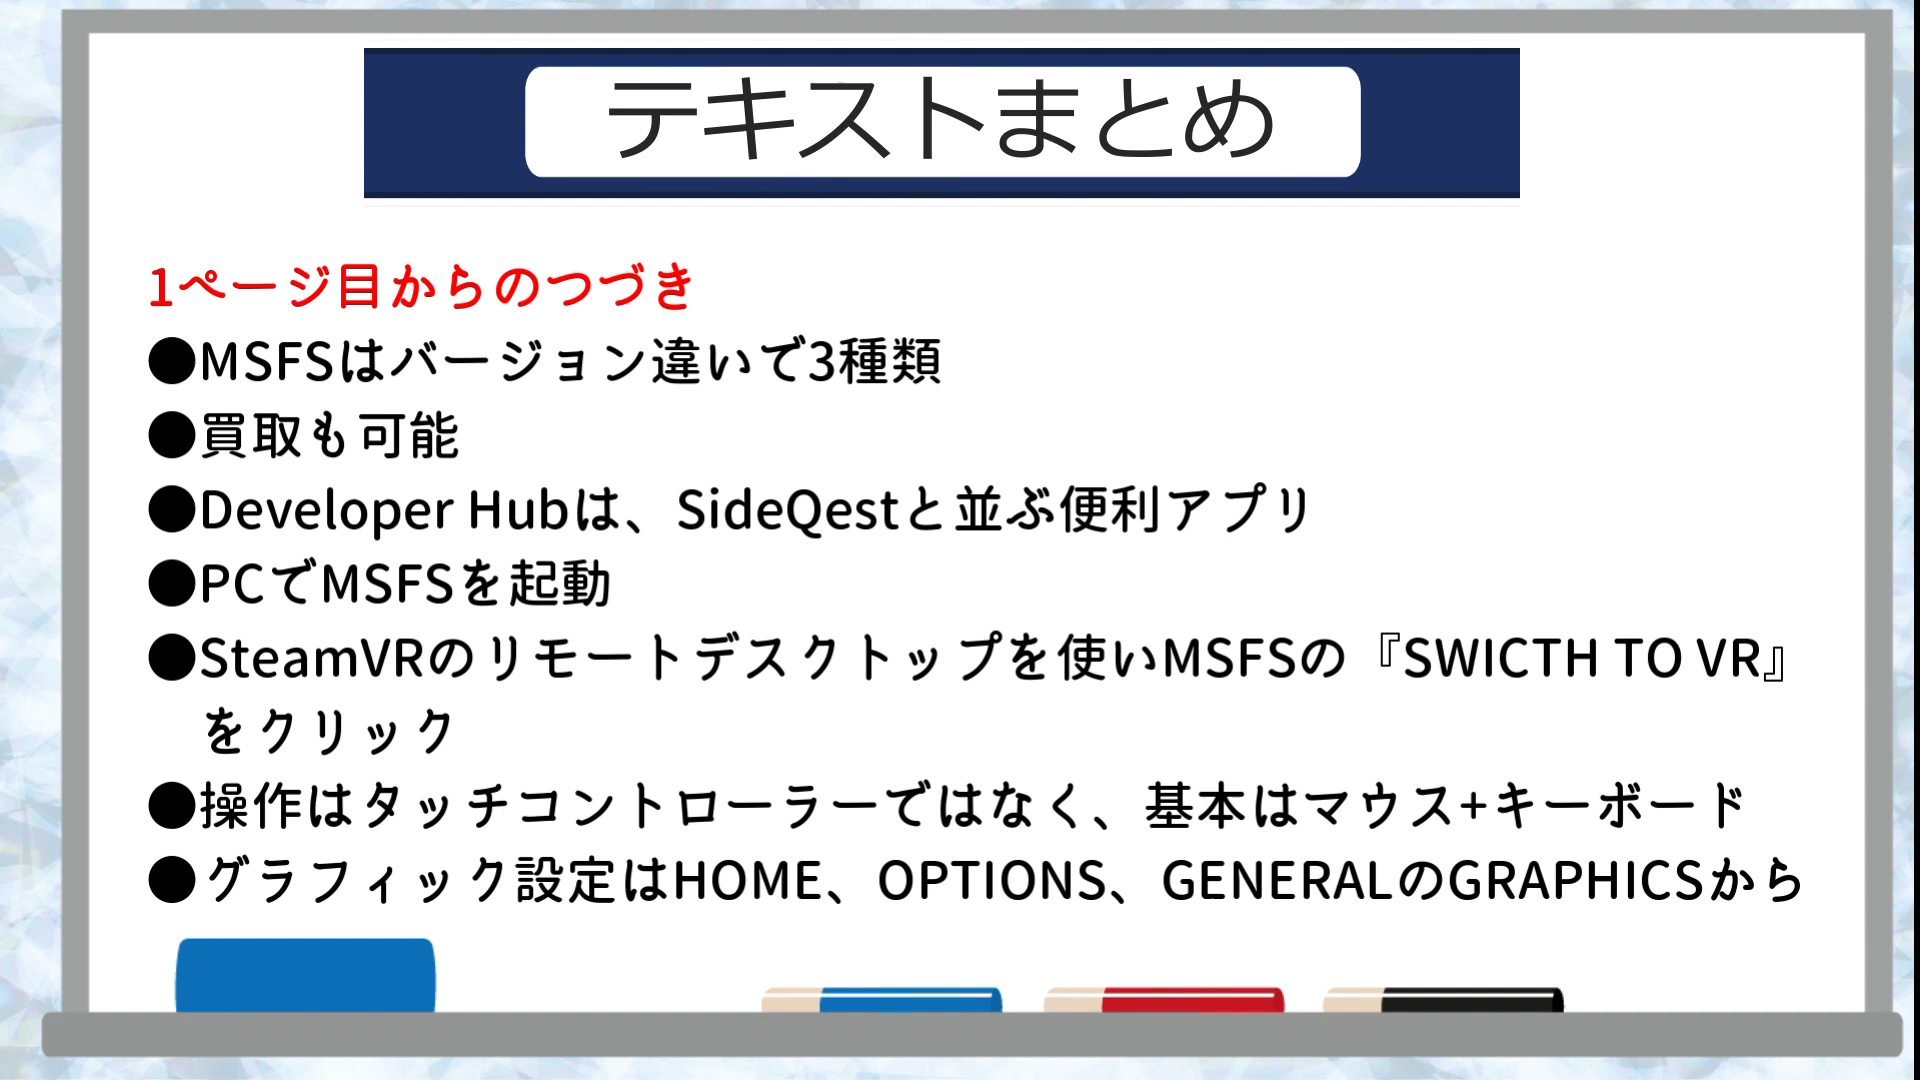 テキストまとめ
1ページ目からのつづき
●MSFSはバージョン違いで3種類
●買取も可能
●Developer Hubは、SideQestと並ぶ便利アプリ
●PCでMSFSを起動
●SteamVRのリモートデスクトップを使いMSFSの『SWICTH TO VR』
をクリック
●操作はタッチコントローラーではなく、基本はマウス+キーボード
●グラフィック設定はHOME、OPTIONS、GENERALのGRAPHICSから